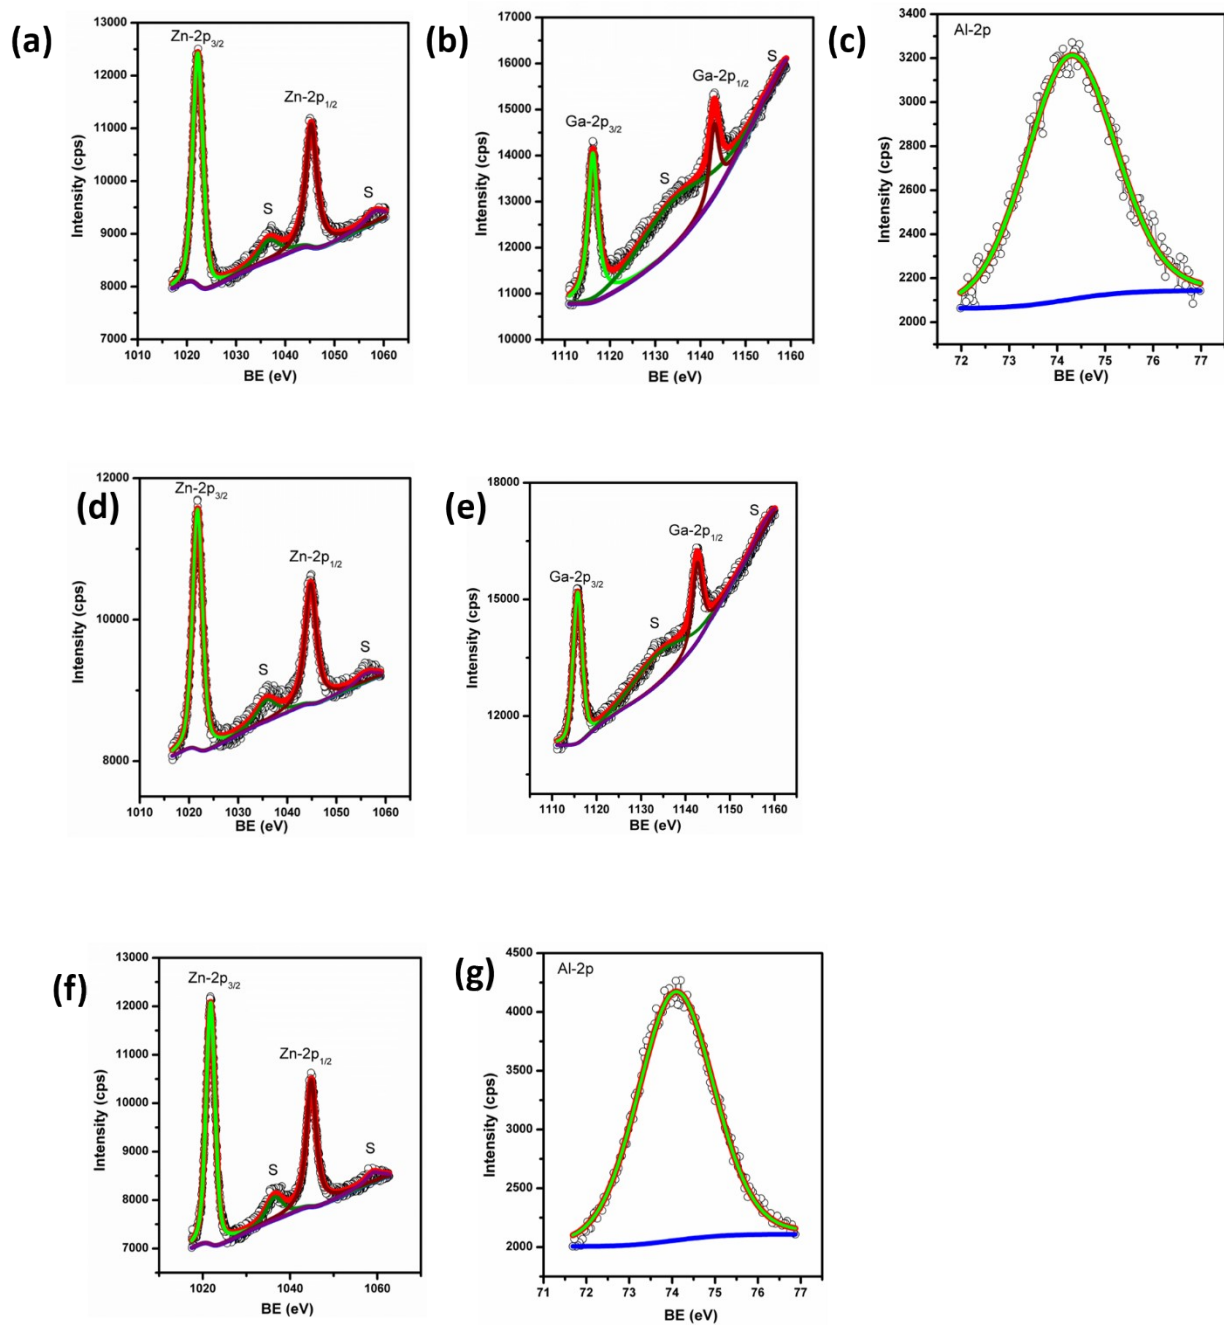 (a)
Zn-2p3/2
Zn-2p1/2
S
S
13000
12000
11000
10000
9000
8000
7000
1010 1020 1030 1040 1050 1060
Intensity (cps)
BE (eV)
(b)
Ga-2p3/2
S
Ga-2p1/2
S
17000
16000
15000
14000
13000
12000
11000
10000
1110 1120 1130 1140 1150 1160
Intensity (cps)
BE (eV)
(c)
Al-2p
3400
3200
3000
2800
2600
2400
2200
2000
72 73 74 75 76 77
Intensity (cps)
BE (eV)
(d)
Zn-2p3/2
Zn-2p1/2
S
S
12000
10000
8000
1010 1020 1030 1040 1050 1060
Intensity (cps)
BE (eV)
(e)
Ga-2p3/2
S
Ga-2p1/2
S
18000
15000
12000
1110 1120 1130 1140 1150 1160
Intensity (cps)
BE (eV)
(f)
Zn-2p3/2
Zn-2p1/2
S
S
13000
12000
11000
10000
9000
8000
7000
1020 1040 1060
Intensity (cps)
BE (eV)
(g)
Al-2p
4500
4000
3500
3000
2500
2000
71 72 73 74 75 76 77
Intensity (cps)
BE (eV)